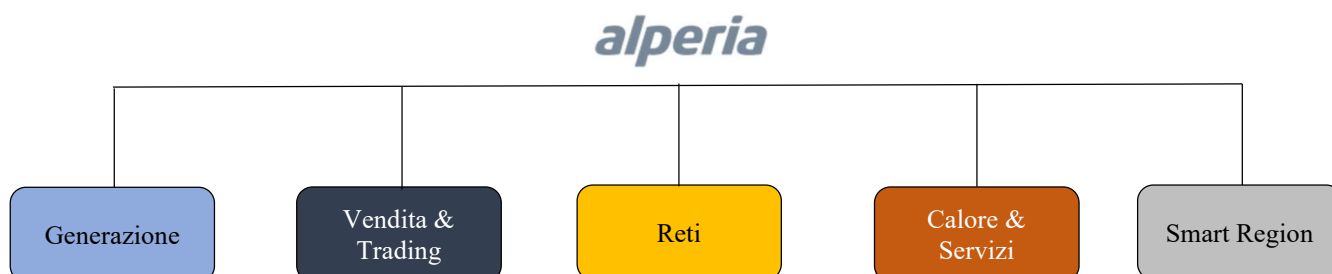 alperia
Generazione
Vendita &
Trading
Reti
Calore &
Servizi
Smart Region